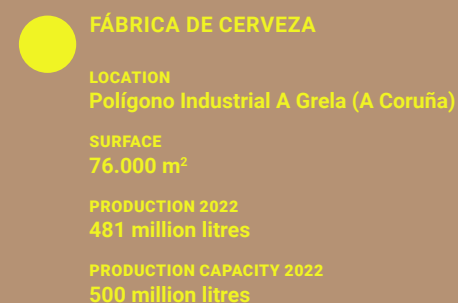 FÁBRICA DE CERVEZA
LOCATION
Polígono Industrial A Grela (A Coruña)
SURFACE
76.000 m²
PRODUCTION 2022
481 million litres
PRODUCTION CAPACITY 2022
500 million litres